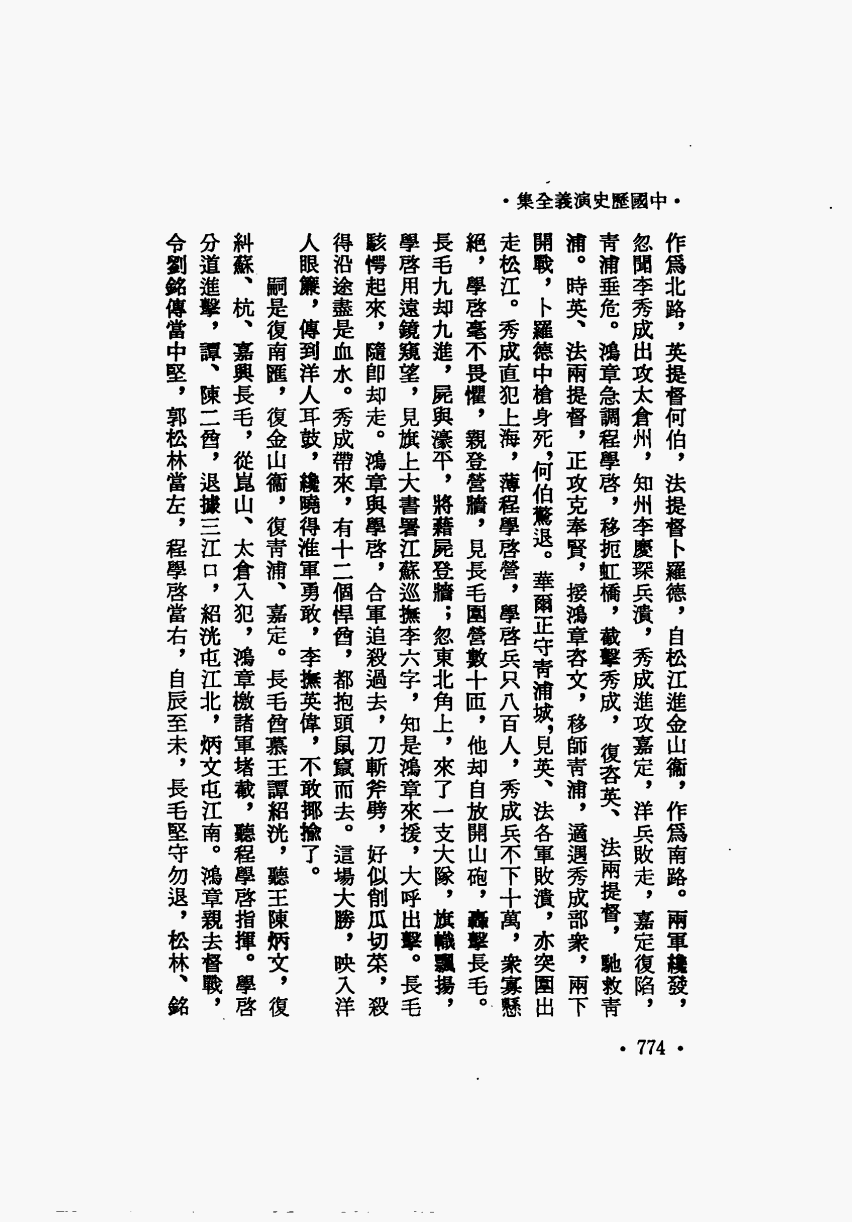 •中國歷史演義全集•
作爲北路，英提督何伯，法提督卜羅德，自松江進金山衞，作爲南路。兩軍纔發，
忽聞李秀成出攻太倉州，知州李慶琛兵潰，秀成進攻嘉定，洋兵敗走，嘉定復陷，
靑浦垂危。鴻章急調程學啓，移扼虹橋，截擊秀成，復咨英、法兩提督，馳救靑
浦。時英、法兩提督，正攻克奉賢，接鴻章咨文，移師靑浦，適遇秀成部衆，兩下
開戰，卜羅德中槍身死，何伯驚退。華爾正守靑浦城，見英、法各軍敗潰，亦突圍出
走松江。秀成直犯上海，薄程學啓營，學啓兵只八百人，秀成兵不下十萬，衆寡懸
絕，學啓毫不畏懼，親登營牆，見長毛圍營數十匝，他却自放開山砲，轟擊長毛。
長毛九却九進，屍與濠平，將藉屍登牆；忽東北角上，來了一支大隊，旗幟飄揚，
學啓用遠鏡窺望，見旗上大書署江蘇巡撫李六字，知是鴻章來援，大呼出擊。長毛
駭愕起來，隨卽却走。鴻章與學啓，合軍追殺過去，刀斬斧劈，好似削瓜切菜，殺
得沿途盡是血水。秀成帶來，有十二個悍酋，都抱頭鼠竄而去。這場大勝，映入洋
人眼簾，傳到洋人耳鼓，纔曉得淮軍勇敢，李撫英偉，不敢揶揄了。
嗣是復南匯，復金山衞，復靑浦、嘉定。長毛酋慕王譚紹洸，聽王陳炳文，復
糾蘇、杭、嘉興長毛，從崑山、太倉入犯，鴻章檄諸軍堵截，聽程學啓指揮。學啓
分道進擊，譚、陳二酋，退據三江口，紹洸屯江北，炳文屯江南。鴻章親去督戰，
令劉銘傳當中堅，郭松林當左，程學啓當右，自辰至未，長毛堅守勿退，松林、銘
•774•